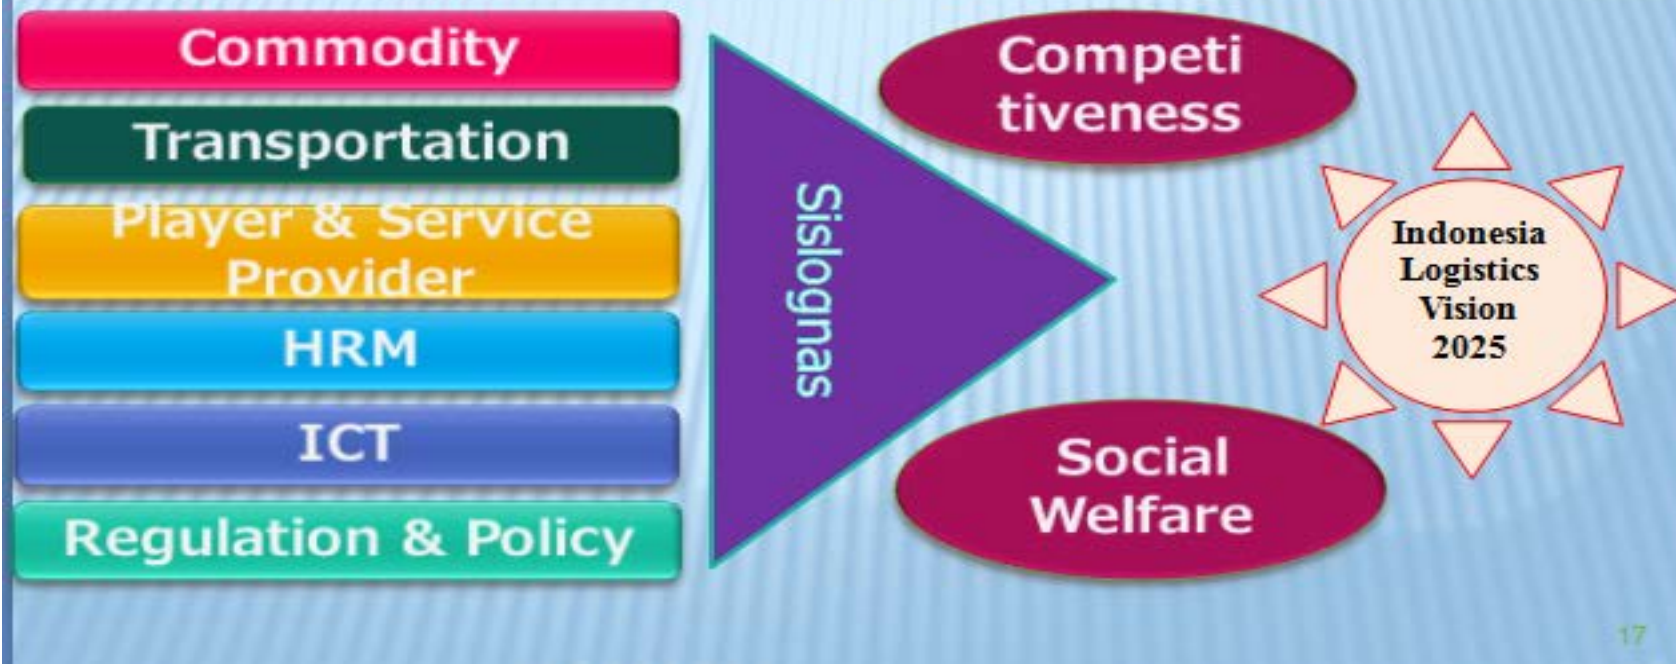 Commodity
Transportation
Player & Service
Provider
HRM
ICT
Regulation & Policy
Sislognas
Competi
tiveness
Social
Welfare
Indonesia
Logistics
Vision
2025
17